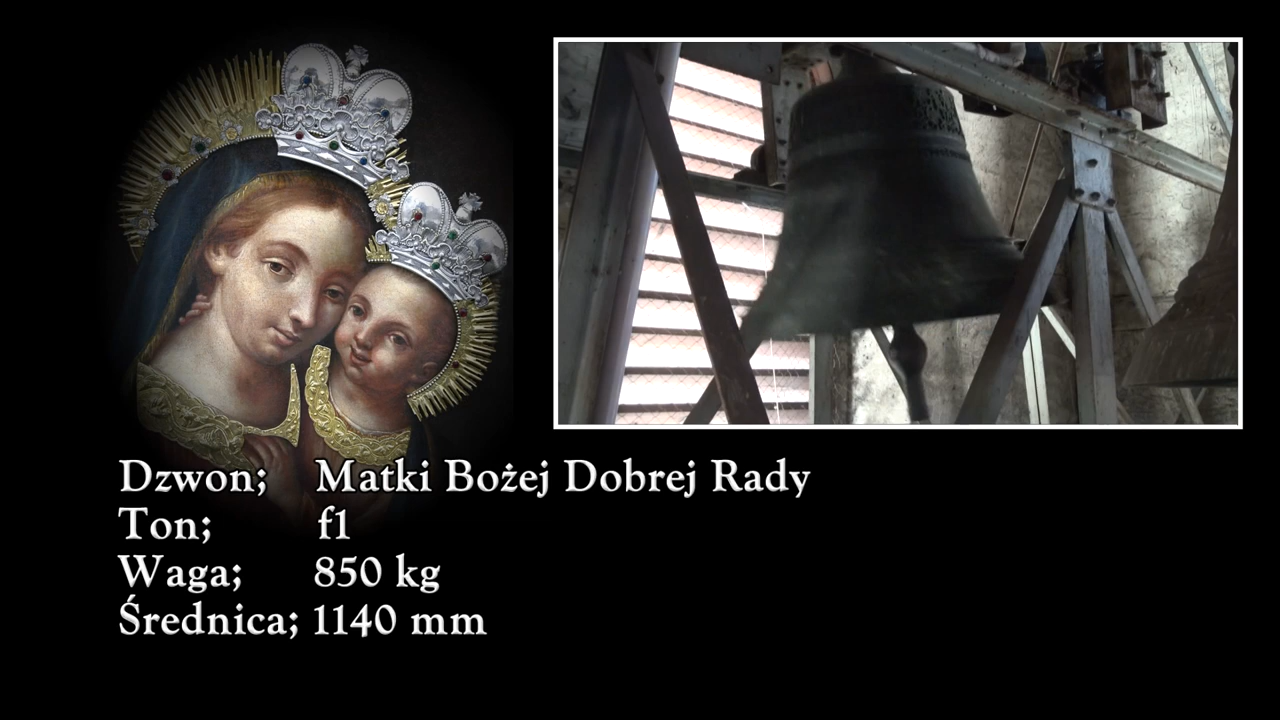 Dzwon; Matki Bożej Dobrej Rady
Ton; f1
Waga; 850 kg
Średnica; 1140 mm